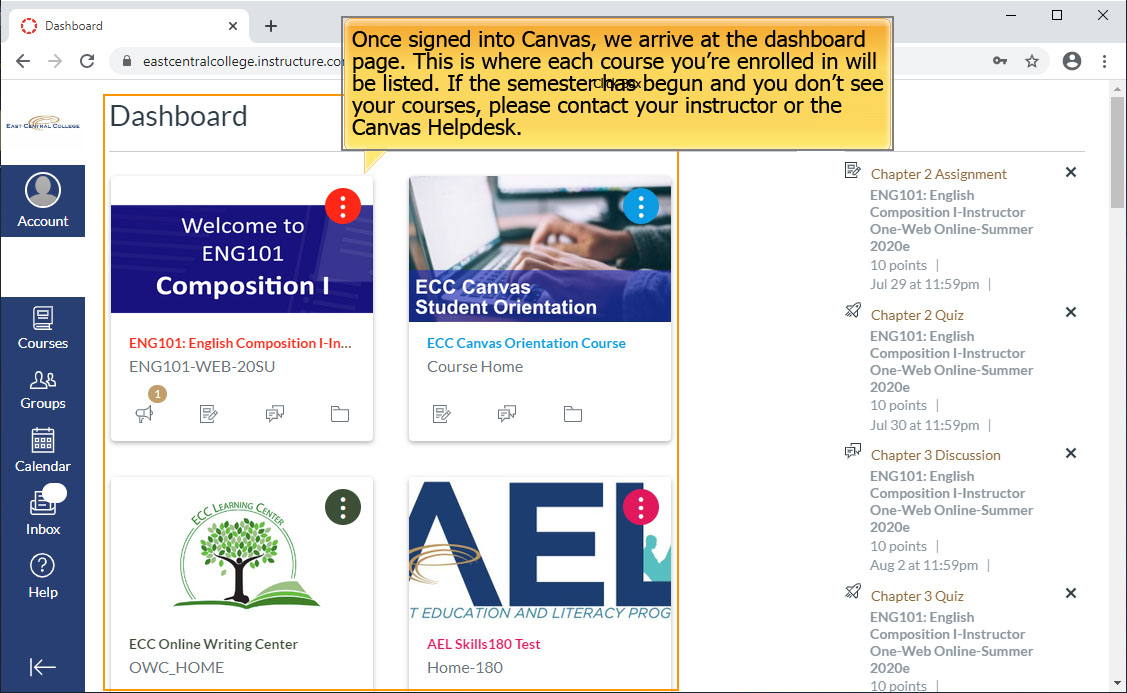 Dashboard
eastcentralcollege.instructure.co
Once signed into Canvas, we arrive at the dashboard
page. This is where each course you're enrolled in will
be listed. If the semester has begun and you don't see
your courses, please contact your instructor or the
Canvas Helpdesk.
EAST CENTRAL COLLEGE
Account
Courses
Groups
Calendar
Inbox
Help
Dashboard
Welcome to
ENG101
Composition I
ENG101: English Composition I-In...
ENG101-WEB-20SU
1
ECC Canvas
Student Orientation
ECC Canvas Orientation Course
Course Home
ECC LEARNING CENTER
ECC Online Writing Center
OWC_HOME
AEL
T EDUCATION AND LITERACY PROG
AEL Skills180 Test
Home-180
Chapter 2 Assignment
ENG101: English
Composition I-Instructor
One-Web Online-Summer
2020e
10 points |
Jul 29 at 11:59pm |
Chapter 2 Quiz
ENG101: English
Composition I-Instructor
One-Web Online-Summer
2020e
10 points |
Jul 30 at 11:59pm |
Chapter 3 Discussion
ENG101: English
Composition I-Instructor
One-Web Online-Summer
2020e
10 points |
Aug 2 at 11:59pm |
Chapter 3 Quiz
ENG101: English
Composition I-Instructor
One-Web Online-Summer
2020e
10 points |